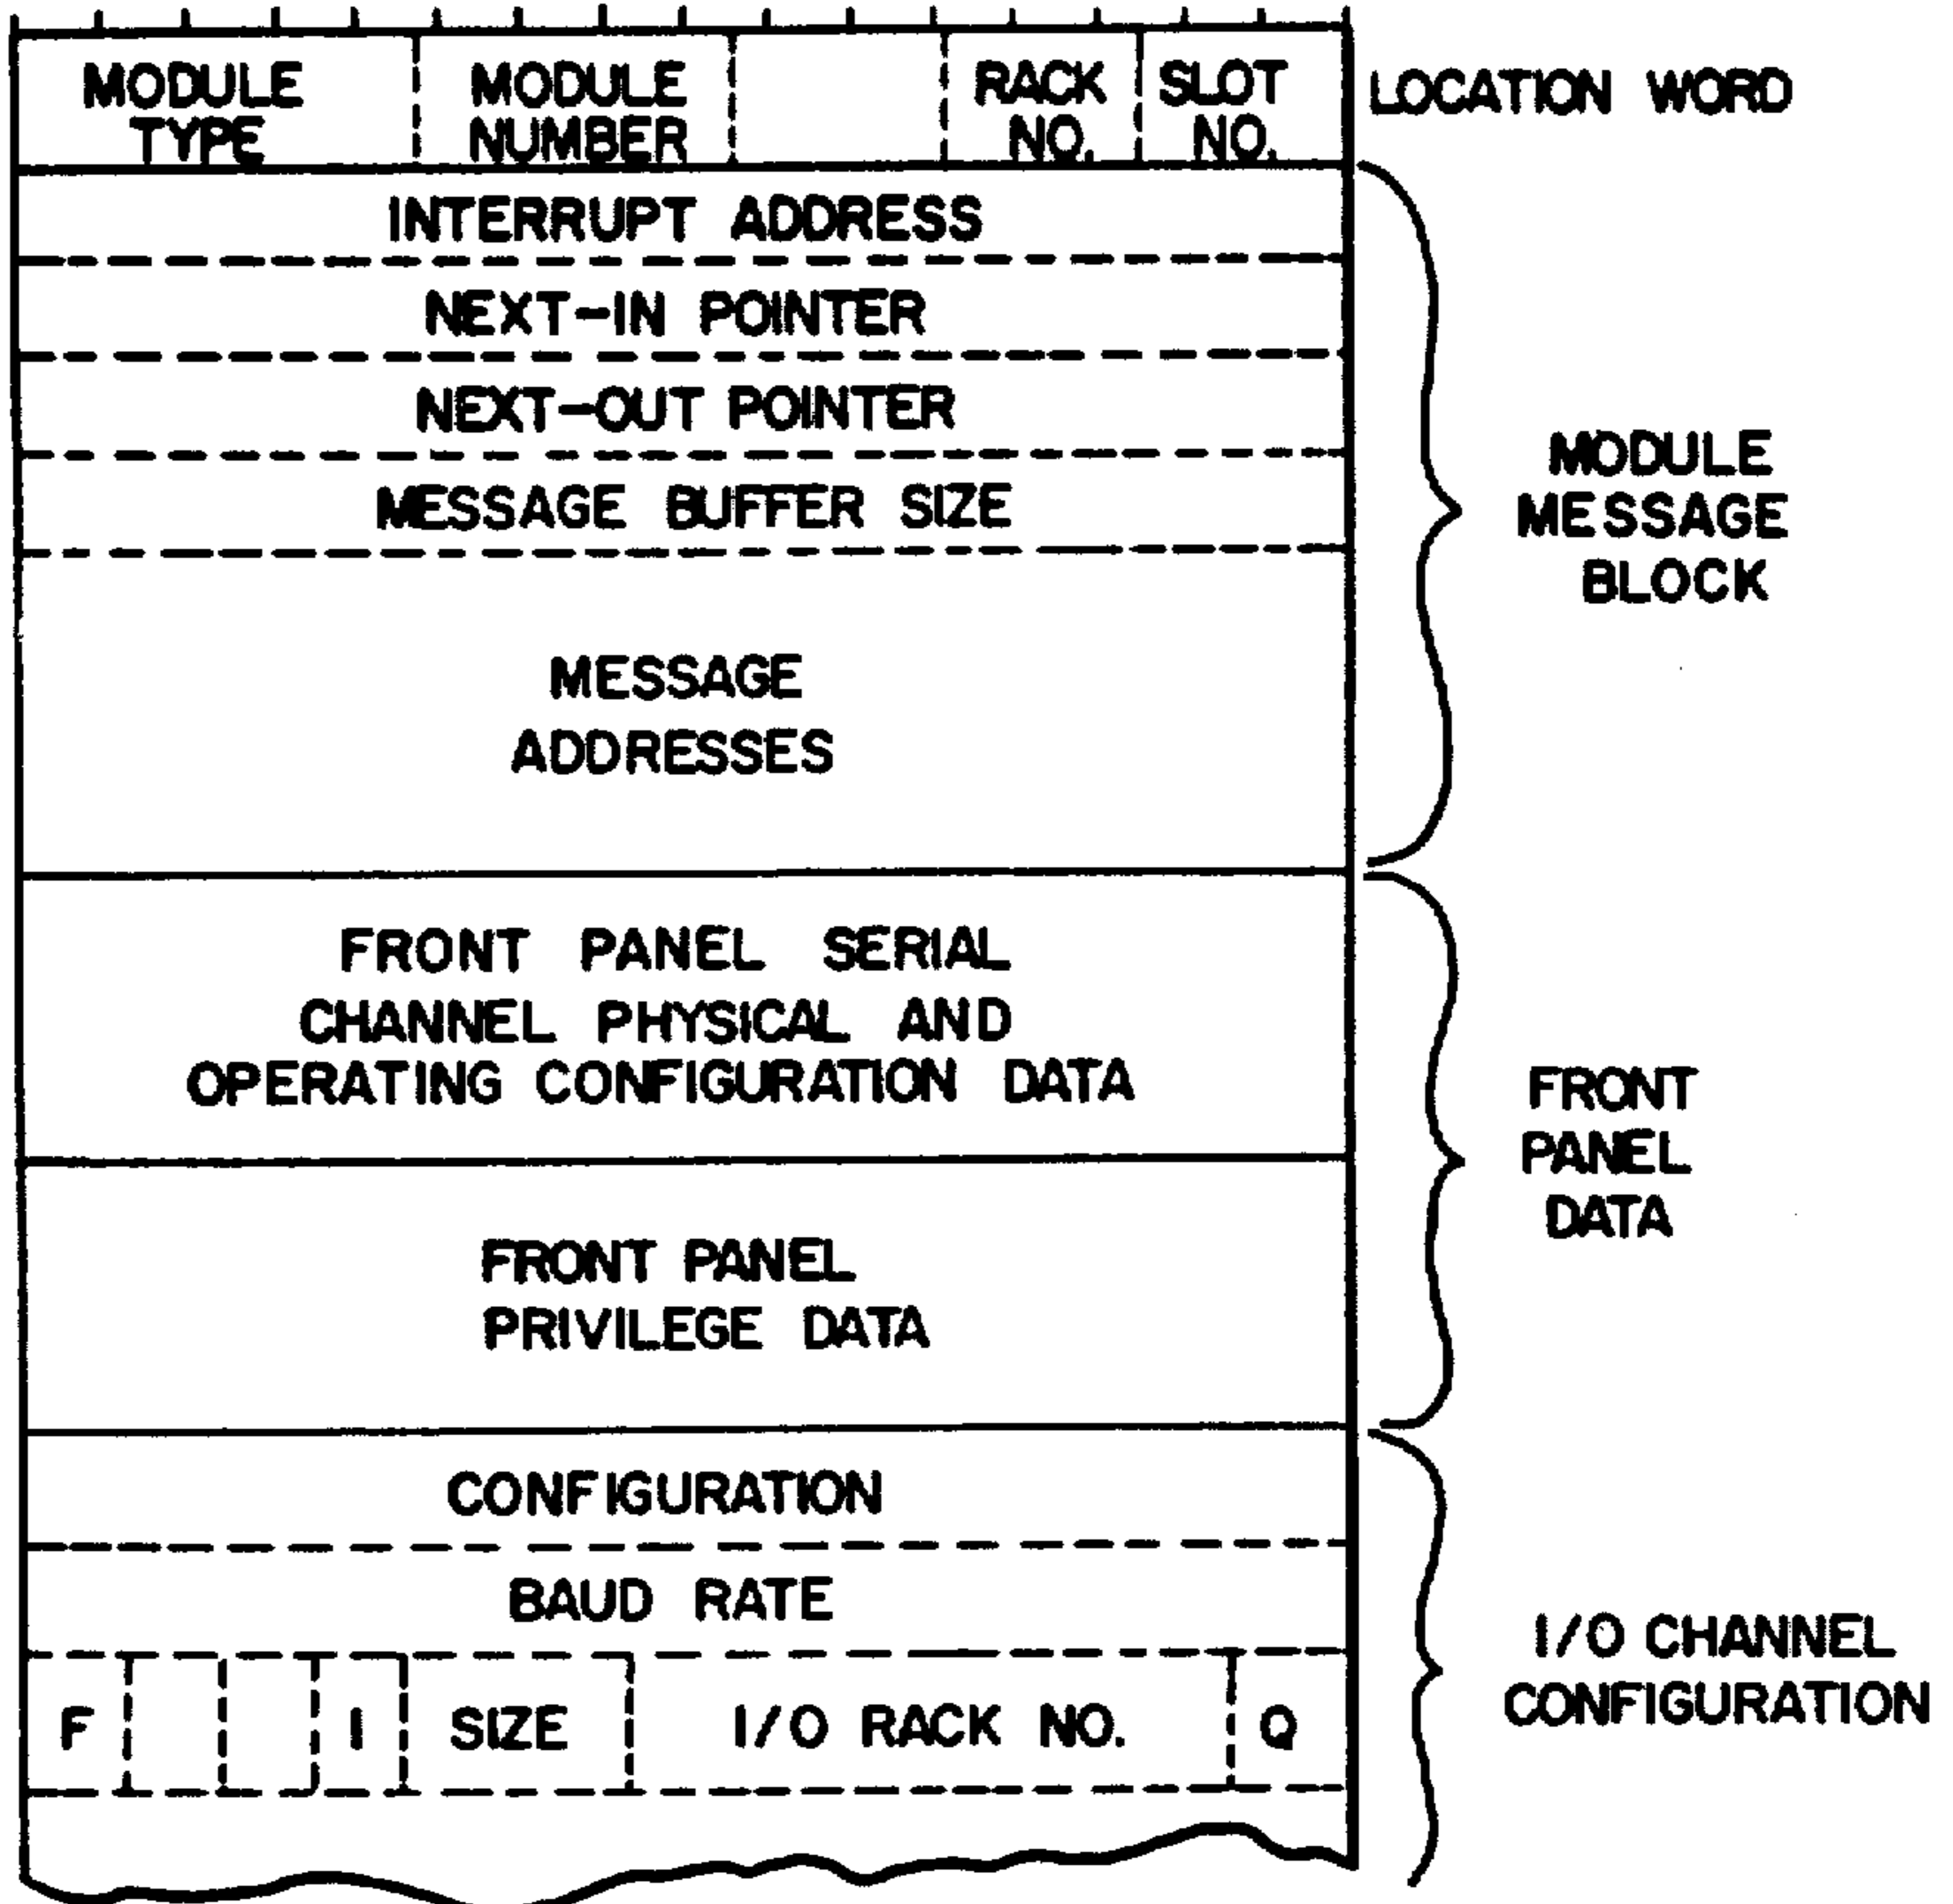 MODULE TYPE
MODULE NUMBER
RACK NO.
SLOT NO.
LOCATION WORD
INTERRUPT ADDRESS
NEXT-IN POINTER
NEXT-OUT POINTER
MESSAGE BUFFER SIZE
MESSAGE
ADDRESSES
MODULE
MESSAGE
BLOCK
FRONT PANEL SERIAL
CHANNEL PHYSICAL AND
OPERATING CONFIGURATION DATA
FRONT PANEL
PRIVILEGE DATA
FRONT
PANEL
DATA
CONFIGURATION
BAUD RATE
F I SIZE I/O RACK NO. Q
I/O CHANNEL
CONFIGURATION